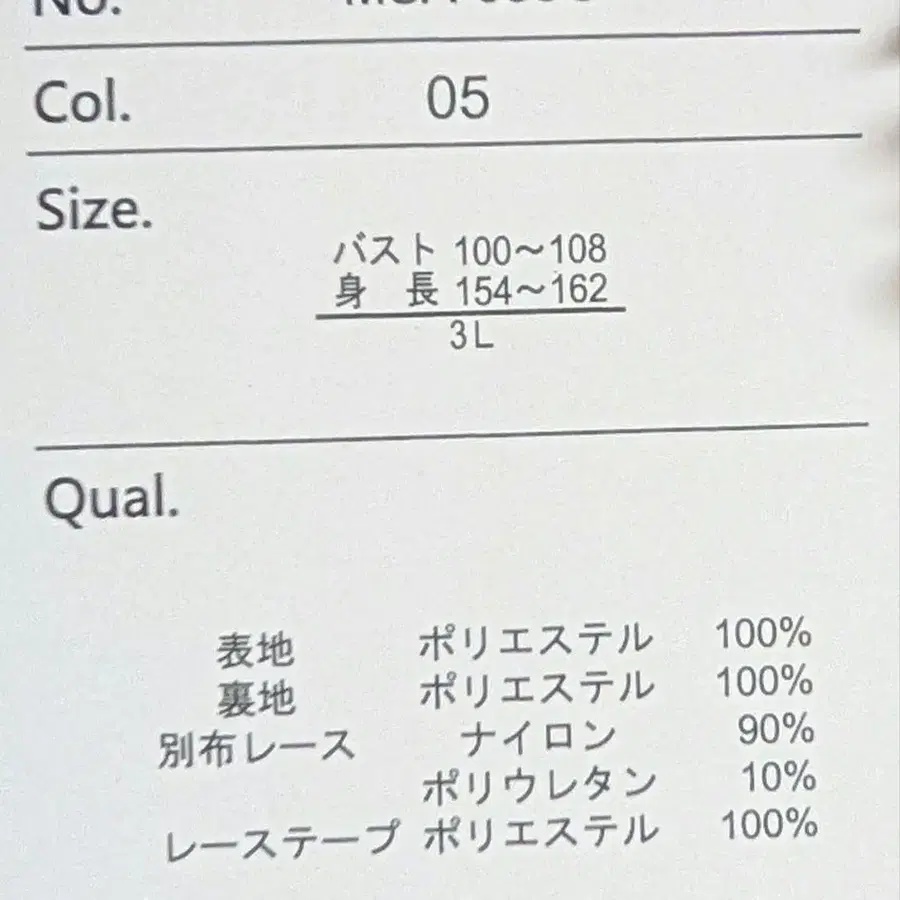 No.
Col. 05
Size.
バスト 100～108
身 長 154～162
3L
Qual.
表地 ポリエステル 100%
裏地 ポリエステル 100%
別布レース ナイロン 90%
ポリウレタン 10%
レーステープ ポリエステル 100%